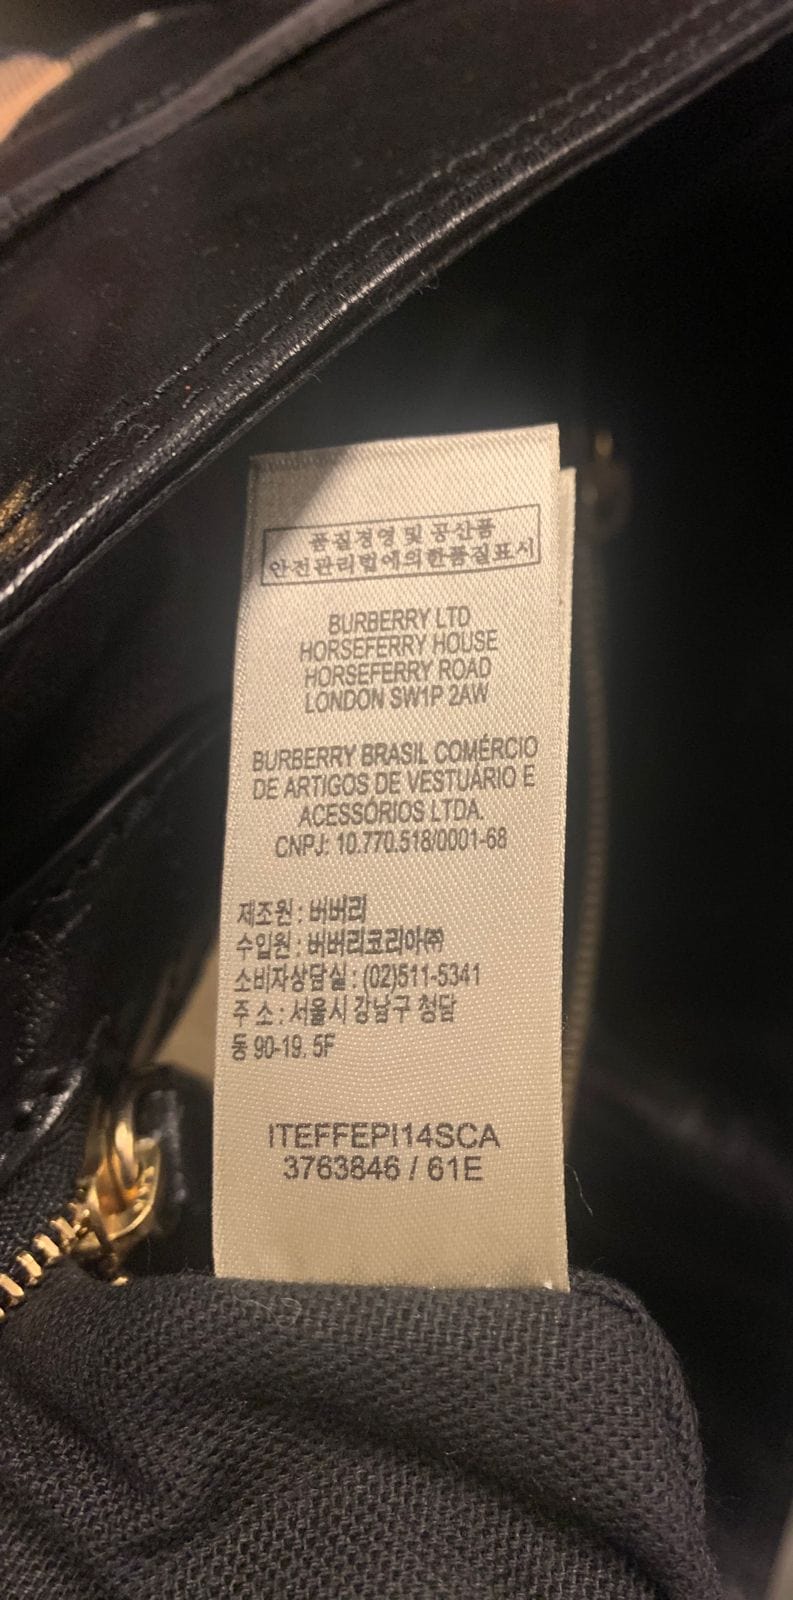 품질경영 및 공산품
안전관리법에의한품질표시
BURBERRY LTD
HORSEFERRY HOUSE
HORSEFERRY ROAD
LONDON SW1P 2AW
BURBERRY BRASIL COMÉRCIO
DE ARTIGOS DE VESTUÁRIO E
ACESSÓRIOS LTDA.
CNPJ: 10.770.518/0001-68
제조원 : 버버리
수입원 : 버버리코리아㈜
소비자상담실 : (02)511-5341
주 소 : 서울시 강남구 청담
동 90-19. 5F
ITEFFEPI14SCA
3763846 / 61E